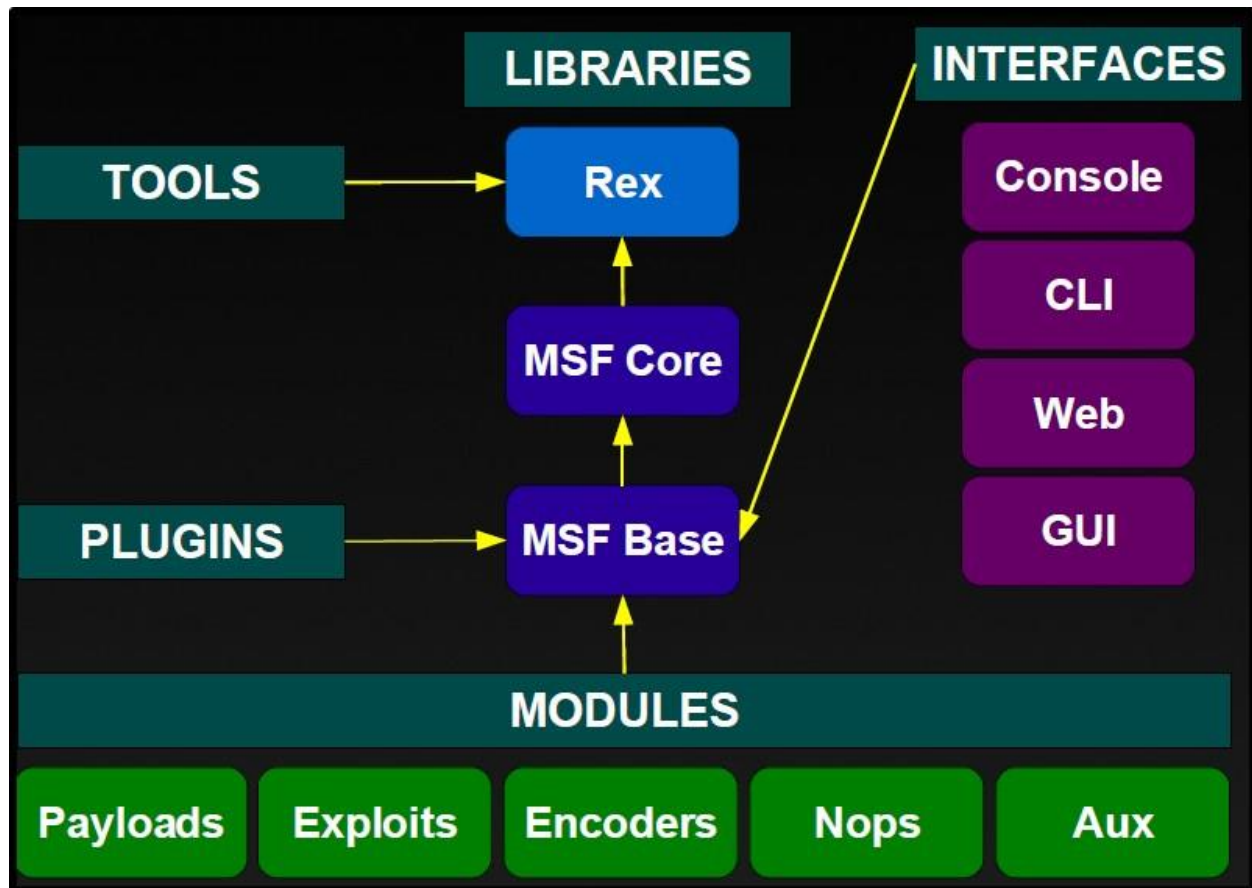 LIBRARIES
INTERFACES
TOOLS
Rex
Console
CLI
MSF Core
Web
PLUGINS
MSF Base
GUI
MODULES
Payloads
Exploits
Encoders
Nops
Aux